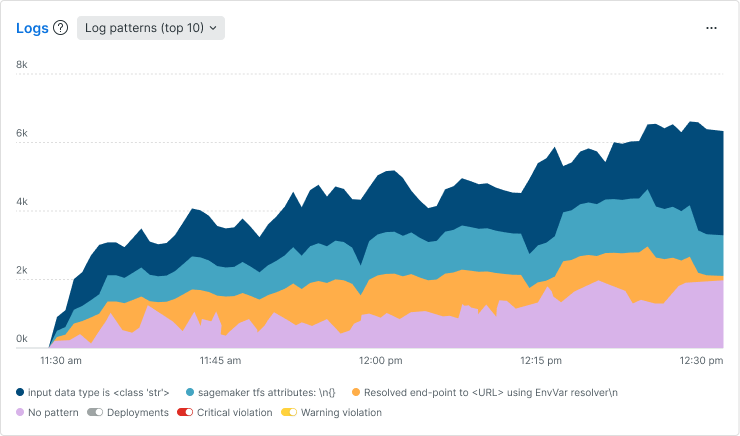 Logs ? Log patterns (top 10)
8k
6k
4k
2k
0k
11:30 am 11:45 am 12:00 pm 12:15 pm 12:30 pm
input data type is <class 'str'> sagemaker tfs attributes: \n{} Resolved end-point to <URL> using EnvVar resolver\n
No pattern Deployments Critical violation Warning violation